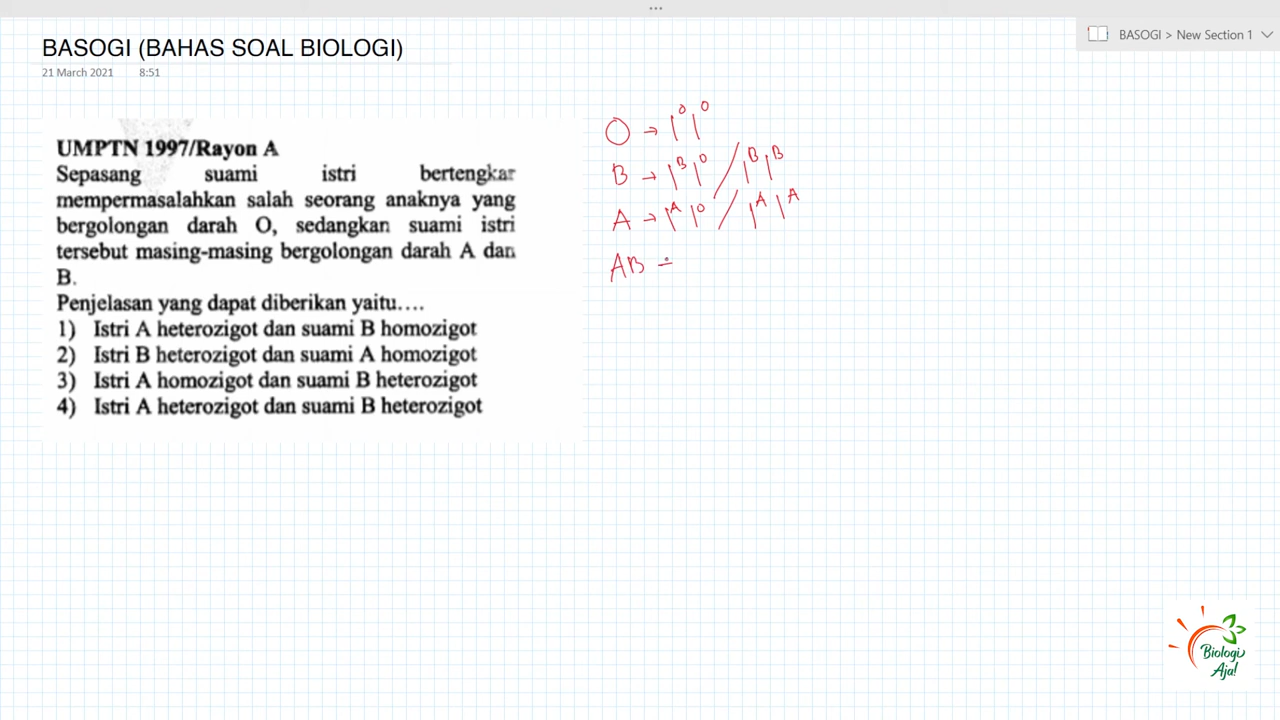 BASOGI (BAHAS SOAL BIOLOGI)
21 March 2021 8:51
BASOGI > New Section 1
UMPTN 1997/Rayon A
Sepasang suami istri bertengkar
mempermasalahkan salah seorang anaknya yang
bergolongan darah O, sedangkan suami istri
tersebut masing-masing bergolongan darah A dan
B.
Penjelasan yang dapat diberikan yaitu….
1) Istri A heterozigot dan suami B homozigot
2) Istri B heterozigot dan suami A homozigot
3) Istri A homozigot dan suami B heterozigot
4) Istri A heterozigot dan suami B heterozigot
O → I^O I^O
B → I^B I^O / I^B I^B
A → I^A I^O / I^A I^A
AB -
Biologi
Aja!